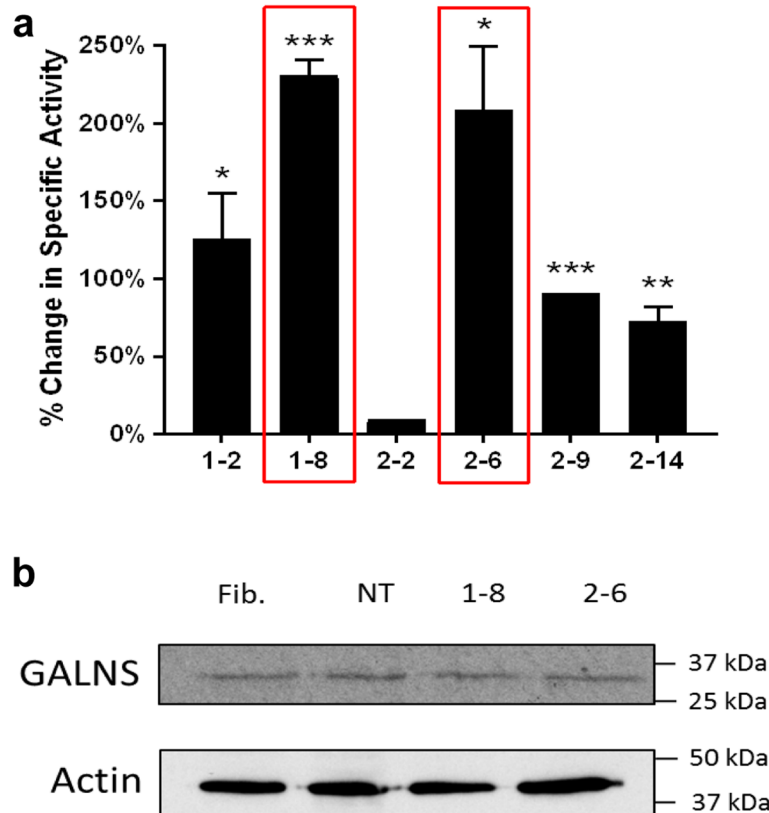 a
% Change in Specific Activity
250%
200%
150%
100%
50%
0%
*
***
*
***
**
1-2 1-8 2-2 2-6 2-9 2-14
b
Fib. NT 1-8 2-6
GALNS
37 kDa
25 kDa
Actin
50 kDa
37 kDa